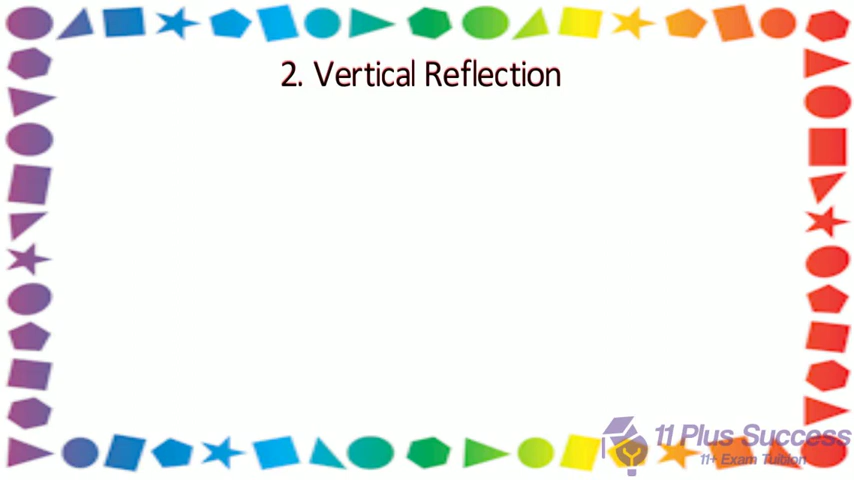 2. Vertical Reflection
11 Plus Success
11+ Exam Tuition